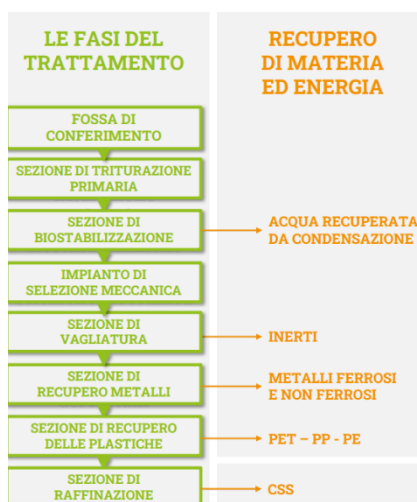 LE FASI DEL
TRATTAMENTO
RECUPERO
DI MATERIA
ED ENERGIA
FOSSA DI
CONFERIMENTO
SEZIONE DI TRITURAZIONE
PRIMARIA
SEZIONE DI
BIOSTABILIZZAZIONE
ACQUA RECUPERATA
DA CONDENSAZIONE
IMPIANTO DI
SELEZIONE MECCANICA
SEZIONE DI
VAGLIATURA
INERTI
SEZIONE DI
RECUPERO METALLI
METALLI FERROSI
E NON FERROSI
SEZIONE DI RECUPERO
DELLE PLASTICHE
PET – PP - PE
SEZIONE DI
RAFFINAZIONE
CSS